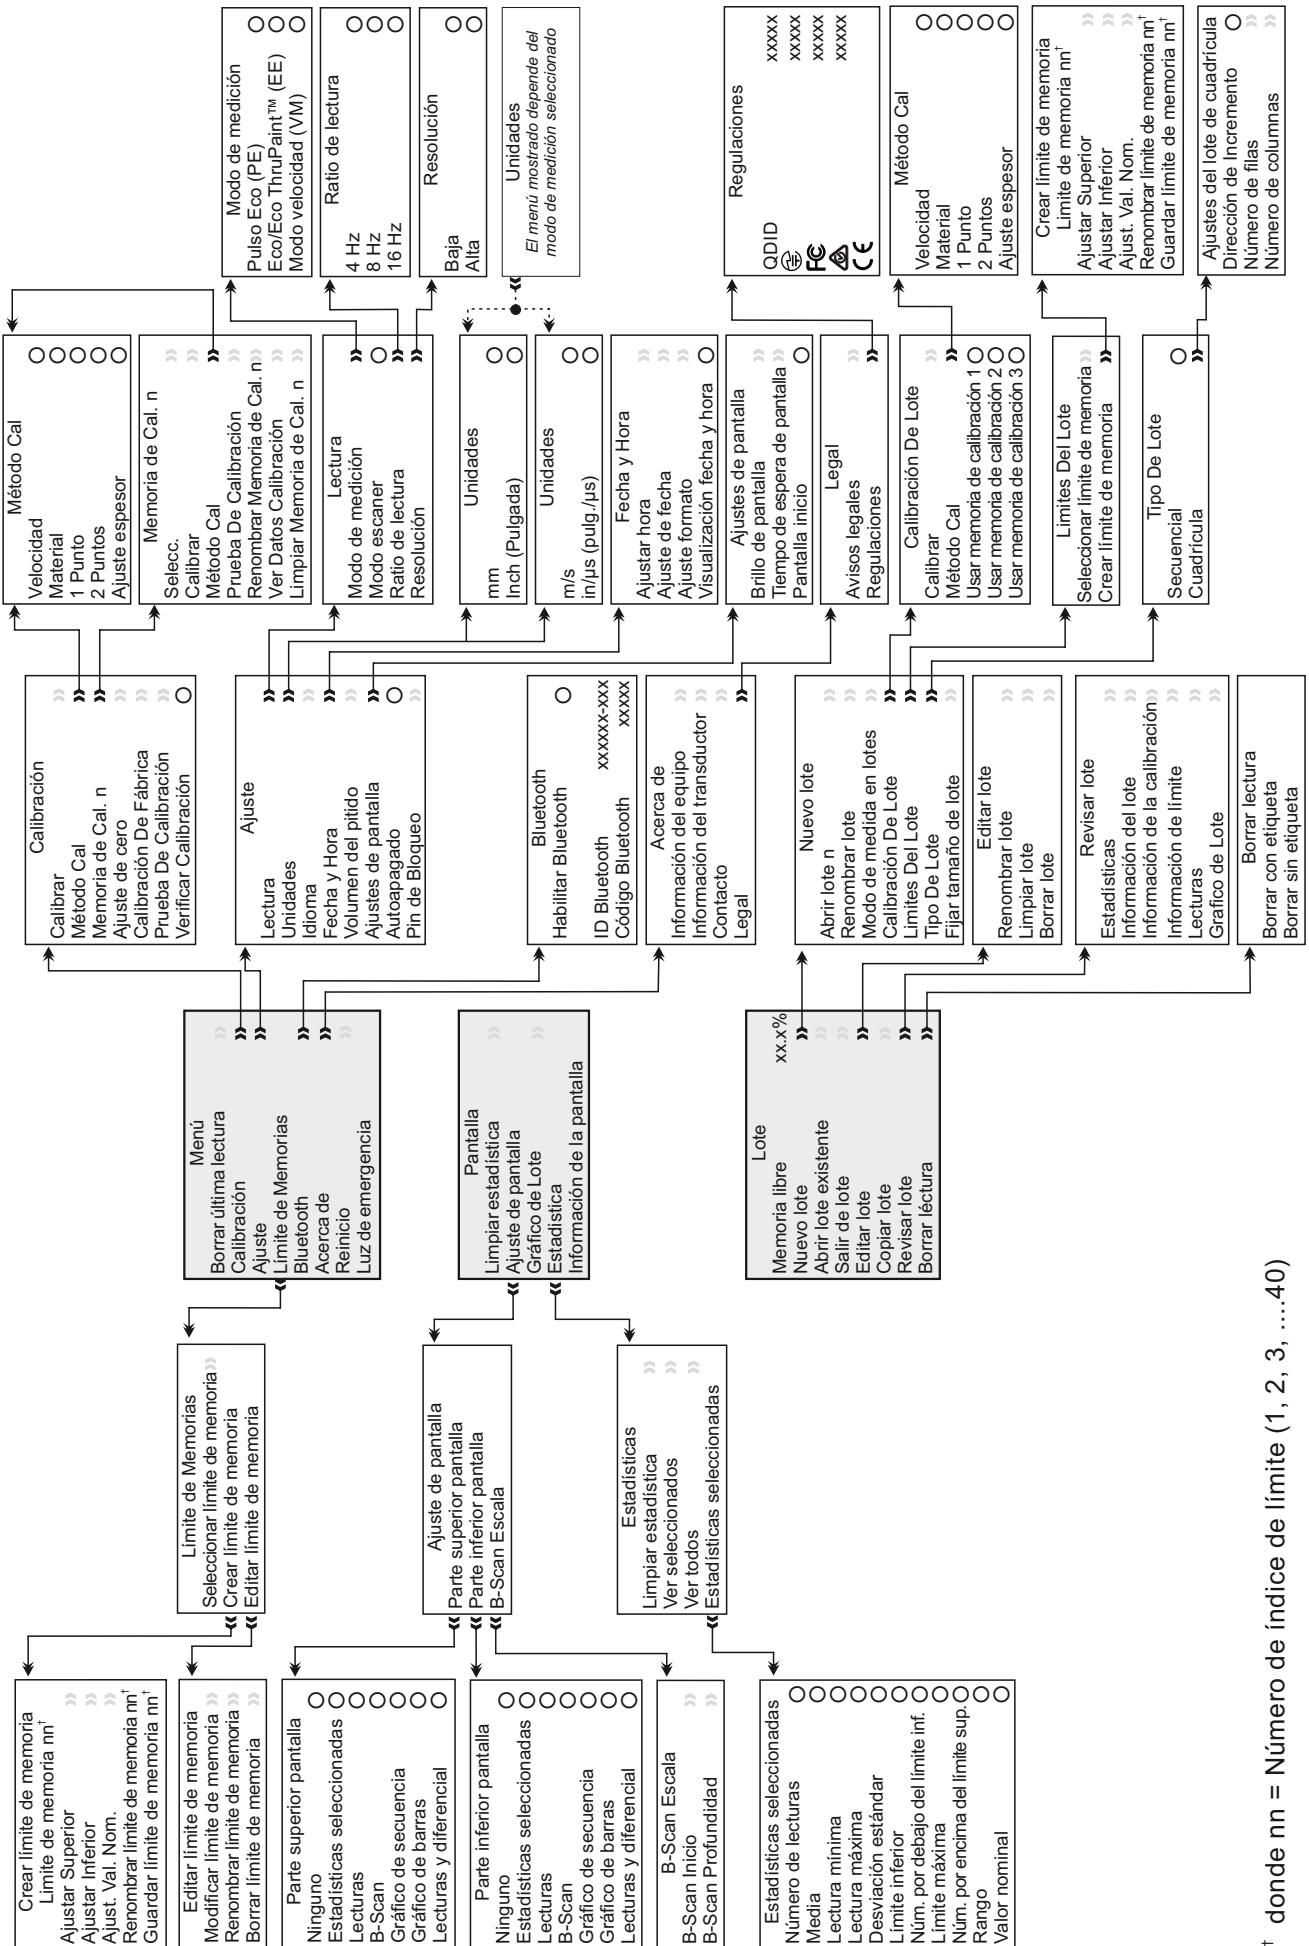 Crear límite de memoria
Limite de memoria nn†
Ajustar Superior
Ajustar Inferior
Ajust. Val. Nom.
Renombrar limite de memoria nn†
Guardar límite de memoria nn†
Editar límite de memoria
Modificar límite de memoria
Renombrar límite de memoria
Borrar límite de memoria
Parte superior pantalla
Ninguno
Estadísticas seleccionadas
Lecturas
B-Scan
Gráfico de secuencia
Gráfico de barras
Lecturas y diferencial
Parte inferior pantalla
Ninguno
Estadísticas seleccionadas
Lecturas
B-Scan
Gráfico de secuencia
Gráfico de barras
Lecturas y diferencial
B-Scan Escala
B-Scan Inicio
B-Scan Profundidad
Estadísticas seleccionadas
Número de lecturas
Media
Lectura mínima
Lectura máxima
Desviación estándar
Límite inferior
Núm. por debajo del límite inf.
Límite máxima
Núm. por encima del límite sup.
Rango
Valor nominal
Límite de Memorias
Seleccionar límite de memoria
Crear límite de memoria
Editar límite de memoria
Ajuste de pantalla
Parte superior pantalla
Parte inferior pantalla
B-Scan Escala
Estadísticas
Limpiar estadística
Ver seleccionados
Ver todos
Estadísticas seleccionadas
Menú
Borrar última lectura
Calibración
Ajuste
Límite de Memorias
Bluetooth
Acerca de
Reinicio
Luz de emergencia
Pantalla
Limpiar estadística
Ajuste de pantalla
Gráfico de Lote
Estadística
Información de la pantalla
Lote
Memoria libre xx.x%
Nuevo lote
Abrir lote existente
Salir de lote
Editar lote
Copiar lote
Revisar lote
Borrar léctura
Calibración
Calibrar
Método Cal
Memoria de Cal. n
Ajuste de cero
Calibración De Fábrica
Prueba De Calibración
Verificar Calibración
Ajuste
Lectura
Unidades
Idioma
Fecha y Hora
Volumen del pitido
Ajustes de pantalla
Autoapagado
Pin de Bloqueo
Bluetooth
Habilitar Bluetooth
ID Bluetooth xxxxxx-xxx
Código Bluetooth xxxxx
Acerca de
Información del equipo
Información del transductor
Contacto
Legal
Nuevo lote
Abrir lote n
Renombrar lote
Modo de medida en lotes
Calibración De Lote
Limites Del Lote
Tipo De Lote
Fijar tamaño de lote
Editar lote
Renombrar lote
Limpiar lote
Borrar lote
Revisar lote
Estadísticas
Información del lote
Información de la calibración
Información de límite
Lecturas
Grafico de Lote
Borrar lectura
Borrar con etiqueta
Borrar sin etiqueta
Método Cal
Velocidad
Material
1 Punto
2 Puntos
Ajuste espesor
Memoria de Cal. n
Selecc.
Calibrar
Método Cal
Prueba De Calibración
Renombrar Memoria de Cal. n
Ver Datos Calibración
Limpiar Memoria de Cal. n
Lectura
Modo de medición
Modo escaner
Ratio de lectura
Resolución
Unidades
mm
Inch (Pulgada)
Unidades
m/s
in/µs (pulg./µs)
Fecha y Hora
Ajustar hora
Ajuste de fecha
Ajuste formato
Visualización fecha y hora
Ajustes de pantalla
Brillo de pantalla
Tiempo de espera de pantalla
Pantalla inicio
Legal
Avisos legales
Regulaciones
Calibración De Lote
Calibrar
Método Cal
Usar memoria de calibración 1
Usar memoria de calibración 2
Usar memoria de calibración 3
Limites Del Lote
Seleccionar límite de memoria
Crear limite de memoria
Tipo De Lote
Secuencial
Cuadrícula
Modo de medición
Pulso Eco (PE)
Eco/Eco ThruPaint™ (EE)
Modo velocidad (VM)
Ratio de lectura
4 Hz
8 Hz
16 Hz
Resolución
Baja
Alta
Unidades
El menú mostrado depende del
modo de medición seleccionado
Regulaciones
QDID xxxxx
xxxxx
FC xxxxx
xxxxx
CE
Método Cal
Velocidad
Material
1 Punto
2 Puntos
Ajuste espesor
Crear límite de memoria
Limite de memoria nn†
Ajustar Superior
Ajustar Inferior
Ajust. Val. Nom.
Renombrar limite de memoria nn†
Guardar límite de memoria nn†
Ajustes del lote de cuadrícula
Dirección de Incremento
Número de filas
Número de columnas
† donde nn = Número de índice de límite (1, 2, 3, ....40)